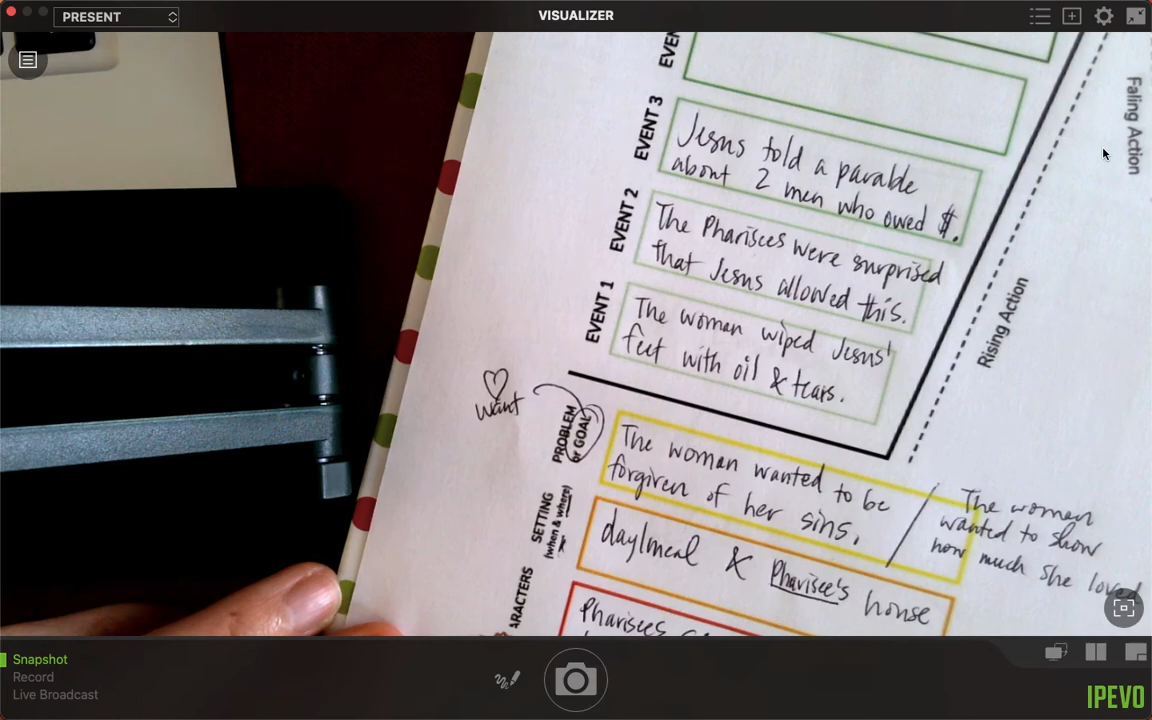 PRESENT
VISUALIZER
EVEN
EVENT 3
Jesus told a parable
about 2 men who owed $.
EVENT 2
The Pharisees were surprised
that Jesus allowed this.
EVENT 1
The woman wiped Jesus'
feet with oil & tears.
Faling Action
Rising Action
want
PROBLEM
or GOAL
The woman wanted to be
forgiven of her sins.
The woman
wanted to show
how much she loved
SETTING
(when & where)
day/meal & Pharisee's house
ARACTERS
Pharisees
Snapshot
Record
Live Broadcast
IPEVO